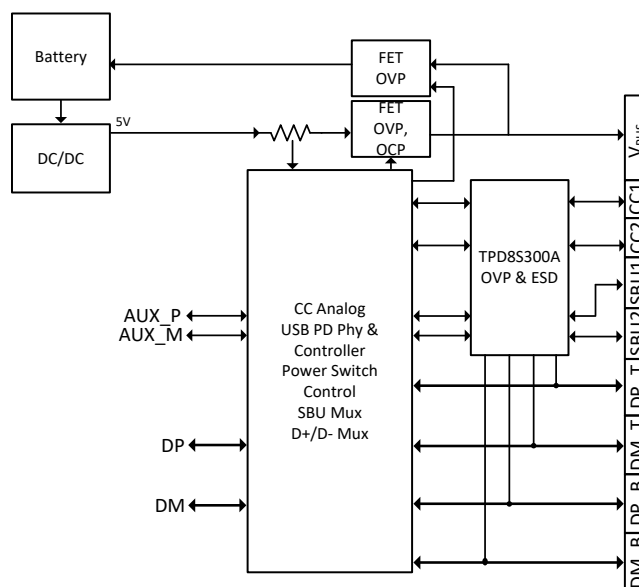 Battery
FET
OVP
5V
FET
OVP,
OCP
DC/DC
VBUS
CC1
CC2
TPD8S300A
OVP & ESD
SBU1
SBU2
AUX_P
AUX_M
CC Analog
USB PD Phy &
Controller
Power Switch
Control
SBU Mux
D+/D- Mux
DP_T
DM_T
DP_B
DM_B
DP
DM